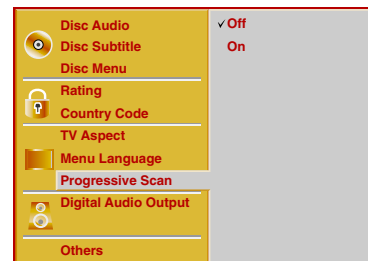 Disc Audio
Disc Subtitle
Disc Menu
Rating
Country Code
TV Aspect
Menu Language
Progressive Scan
Digital Audio Output
Others
✓Off
On